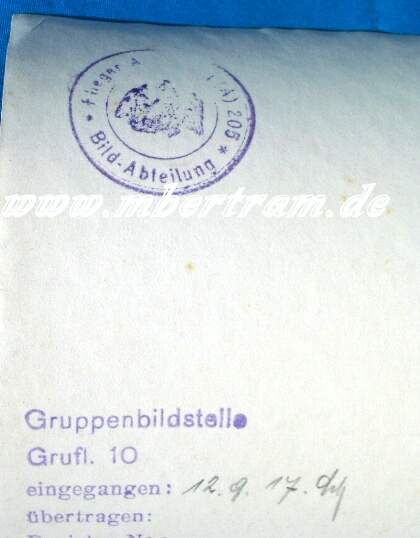 * Flieger A (A) 205 *
Bild-Abteilung
www.mbertram.de
Gruppenbildstelle
Grufl. 10
eingegangen: 12.9.17.
übertragen: